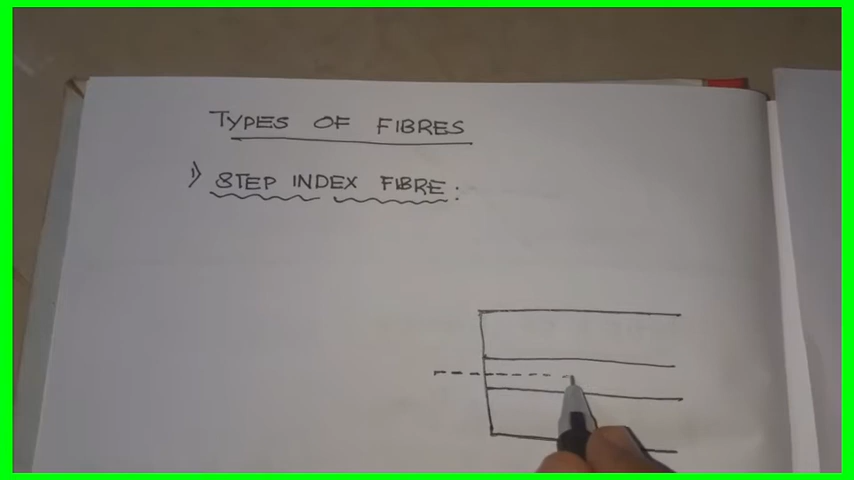 TYPES OF FIBRES
1) STEP INDEX FIBRE: